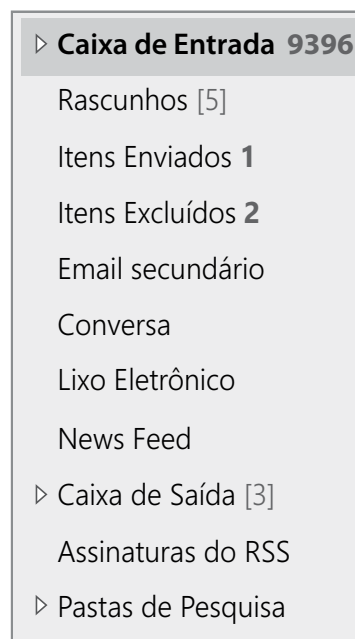 Caixa de Entrada 9396
Rascunhos [5]
Itens Enviados 1
Itens Excluídos 2
Email secundário
Conversa
Lixo Eletrônico
News Feed
Caixa de Saída [3]
Assinaturas do RSS
Pastas de Pesquisa